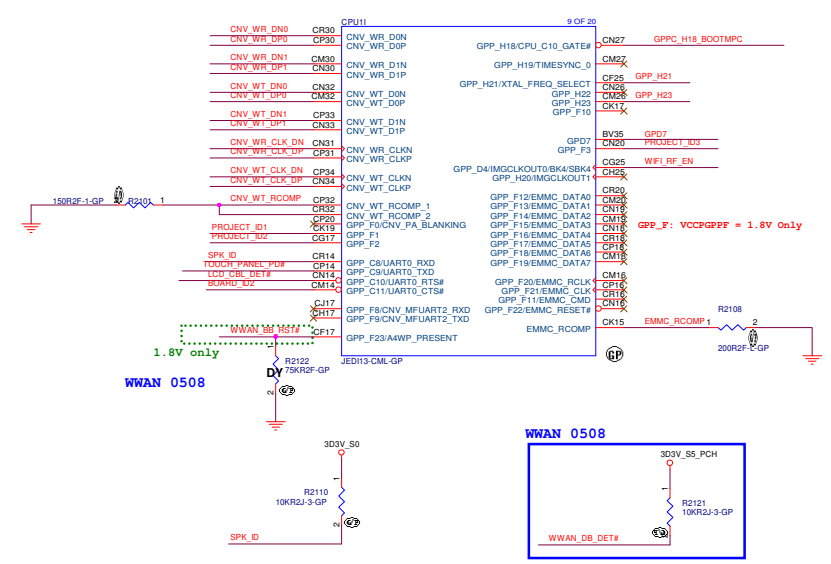 CPU1I
9 OF 20
CNV_WR_DN0 CR30 CNV_WR_D0N
CNV_WR_DP0 CP30 CNV_WR_D0P
CNV_WR_DN1 CM30 CNV_WR_D1N
CNV_WR_DP1 CN30 CNV_WR_D1P
CNV_WT_DN0 CN32 CNV_WT_D0N
CNV_WT_DP0 CM32 CNV_WT_D0P
CNV_WT_DN1 CP33 CNV_WT_D1N
CNV_WT_DP1 CN33 CNV_WT_D1P
CNV_WR_CLK_DN CN31 CNV_WR_CLKN
CNV_WR_CLK_DP CP31 CNV_WR_CLKP
CNV_WT_CLK_DN CP34 CNV_WT_CLKN
CNV_WT_CLK_DP CN34 CNV_WT_CLKP
150R2F-1-GP 2 R2101 1 CNV_WT_RCOMP CP32 CNV_WT_RCOMP_1
CR32 CNV_WT_RCOMP_2
CP20 GPP_F0/CNV_PA_BLANKING
PROJECT_ID1 CK19 GPP_F1
PROJECT_ID2 CG17 GPP_F2
SPK_ID CR14 GPP_C8/UART0_RXD
TOUCH_PANEL_PD# CP14 GPP_C9/UART0_TXD
LCD_CBL_DET# CN14 GPP_C10/UART0_RTS#
BOARD_ID2 CM14 GPP_C11/UART0_CTS#
CJ17 GPP_F8/CNV_MFUART2_RXD
CH17 GPP_F9/CNV_MFUART2_TXD
WWAN_BB_RST# CF17 GPP_F23/A4WP_PRESENT
GPP_H18/CPU_C10_GATE# CN27 GPPC_H18_BOOTMPC
GPP_H19/TIMESYNC_0 CM27
GPP_H21/XTAL_FREQ_SELECT CF25 GPP_H21
GPP_H22 CN26
GPP_H23 CM26 GPP_H23
GPP_F10 CK17
GPD7 BV35 GPD7
GPP_F3 CN20 PROJECT_ID3
GPP_D4/IMGCLKOUT0/BK4/SBK4 CG25 WIFI_RF_EN
GPP_H20/IMGCLKOUT1 CH25
GPP_F12/EMMC_DATA0 CR20
GPP_F13/EMMC_DATA1 CM20
GPP_F14/EMMC_DATA2 CN19
GPP_F15/EMMC_DATA3 CM19
GPP_F16/EMMC_DATA4 CN18
GPP_F17/EMMC_DATA5 CR18
GPP_F18/EMMC_DATA6 CP18
GPP_F19/EMMC_DATA7 CM18
GPP_F: VCCPGPPF = 1.8V Only
GPP_F20/EMMC_RCLK CM16
GPP_F21/EMMC_CLK CP16
GPP_F11/EMMC_CMD CR16
GPP_F22/EMMC_RESET# CN16
EMMC_RCOMP CK15 EMMC_RCOMP 1 R2108 2
200R2F-L-GP
JEDI13-CML-GP
GP
1.8V only
1
R2122
DY 75KR2F-GP
2
WWAN 0508
3D3V_S0
1
R2110
10KR2J-3-GP
2
SPK_ID
WWAN 0508
3D3V_S5_PCH
1
R2121
10KR2J-3-GP
WWAN_DB_DET#